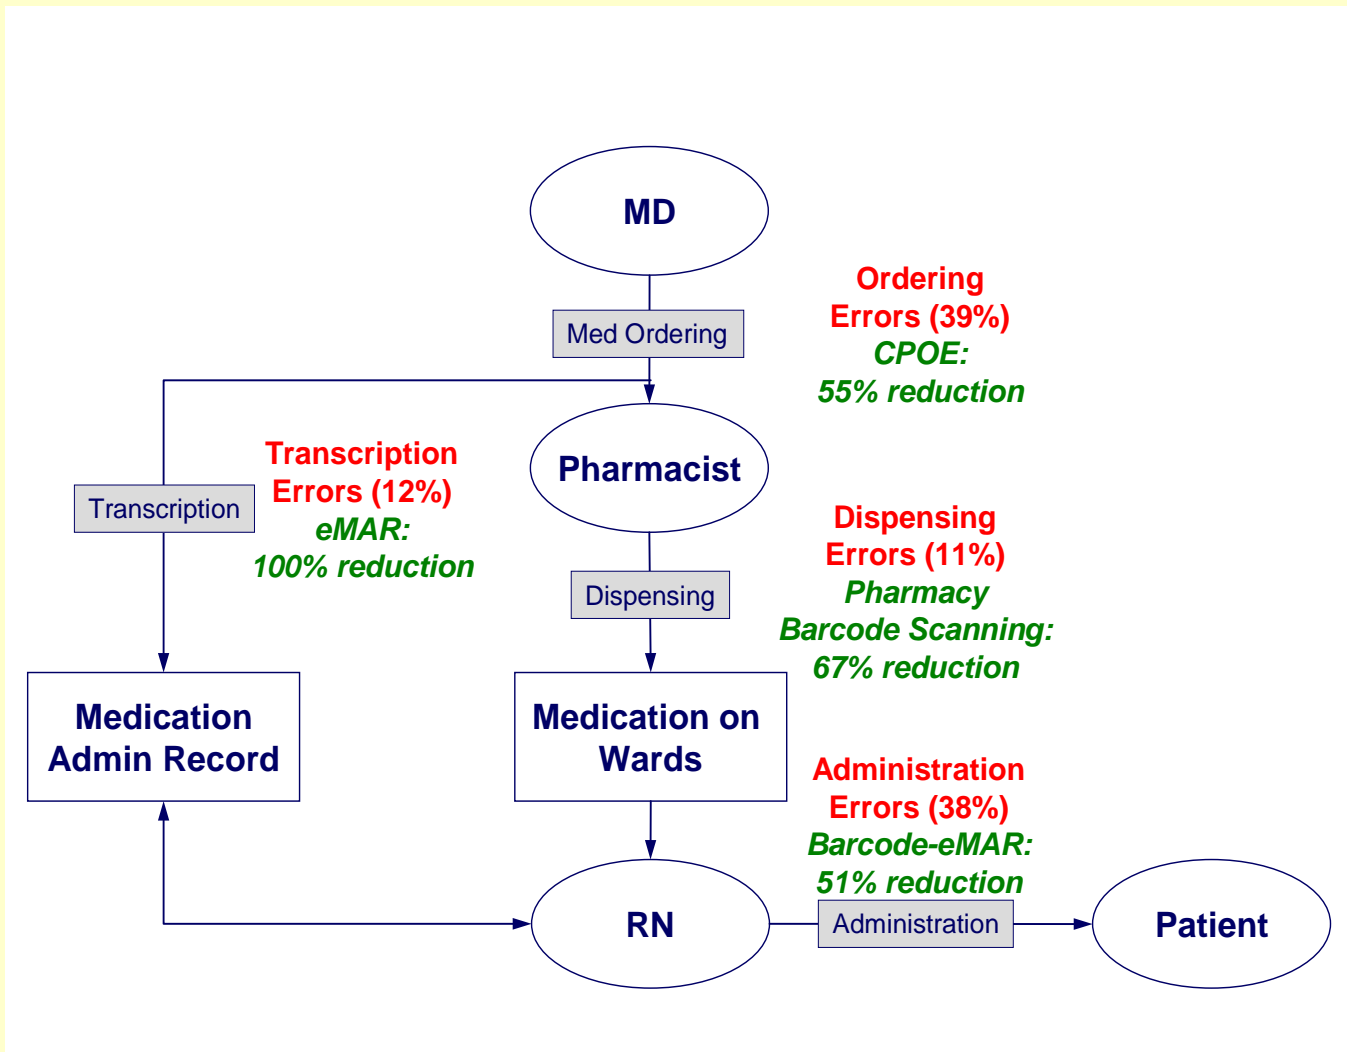 MD
Med Ordering
Ordering
Errors (39%)
CPOE:
55% reduction
Transcription
Transcription
Errors (12%)
eMAR:
100% reduction
Pharmacist
Dispensing
Dispensing
Errors (11%)
Pharmacy
Barcode Scanning:
67% reduction
Medication
Admin Record
Medication on
Wards
Administration
Errors (38%)
Barcode-eMAR:
51% reduction
RN
Administration
Patient